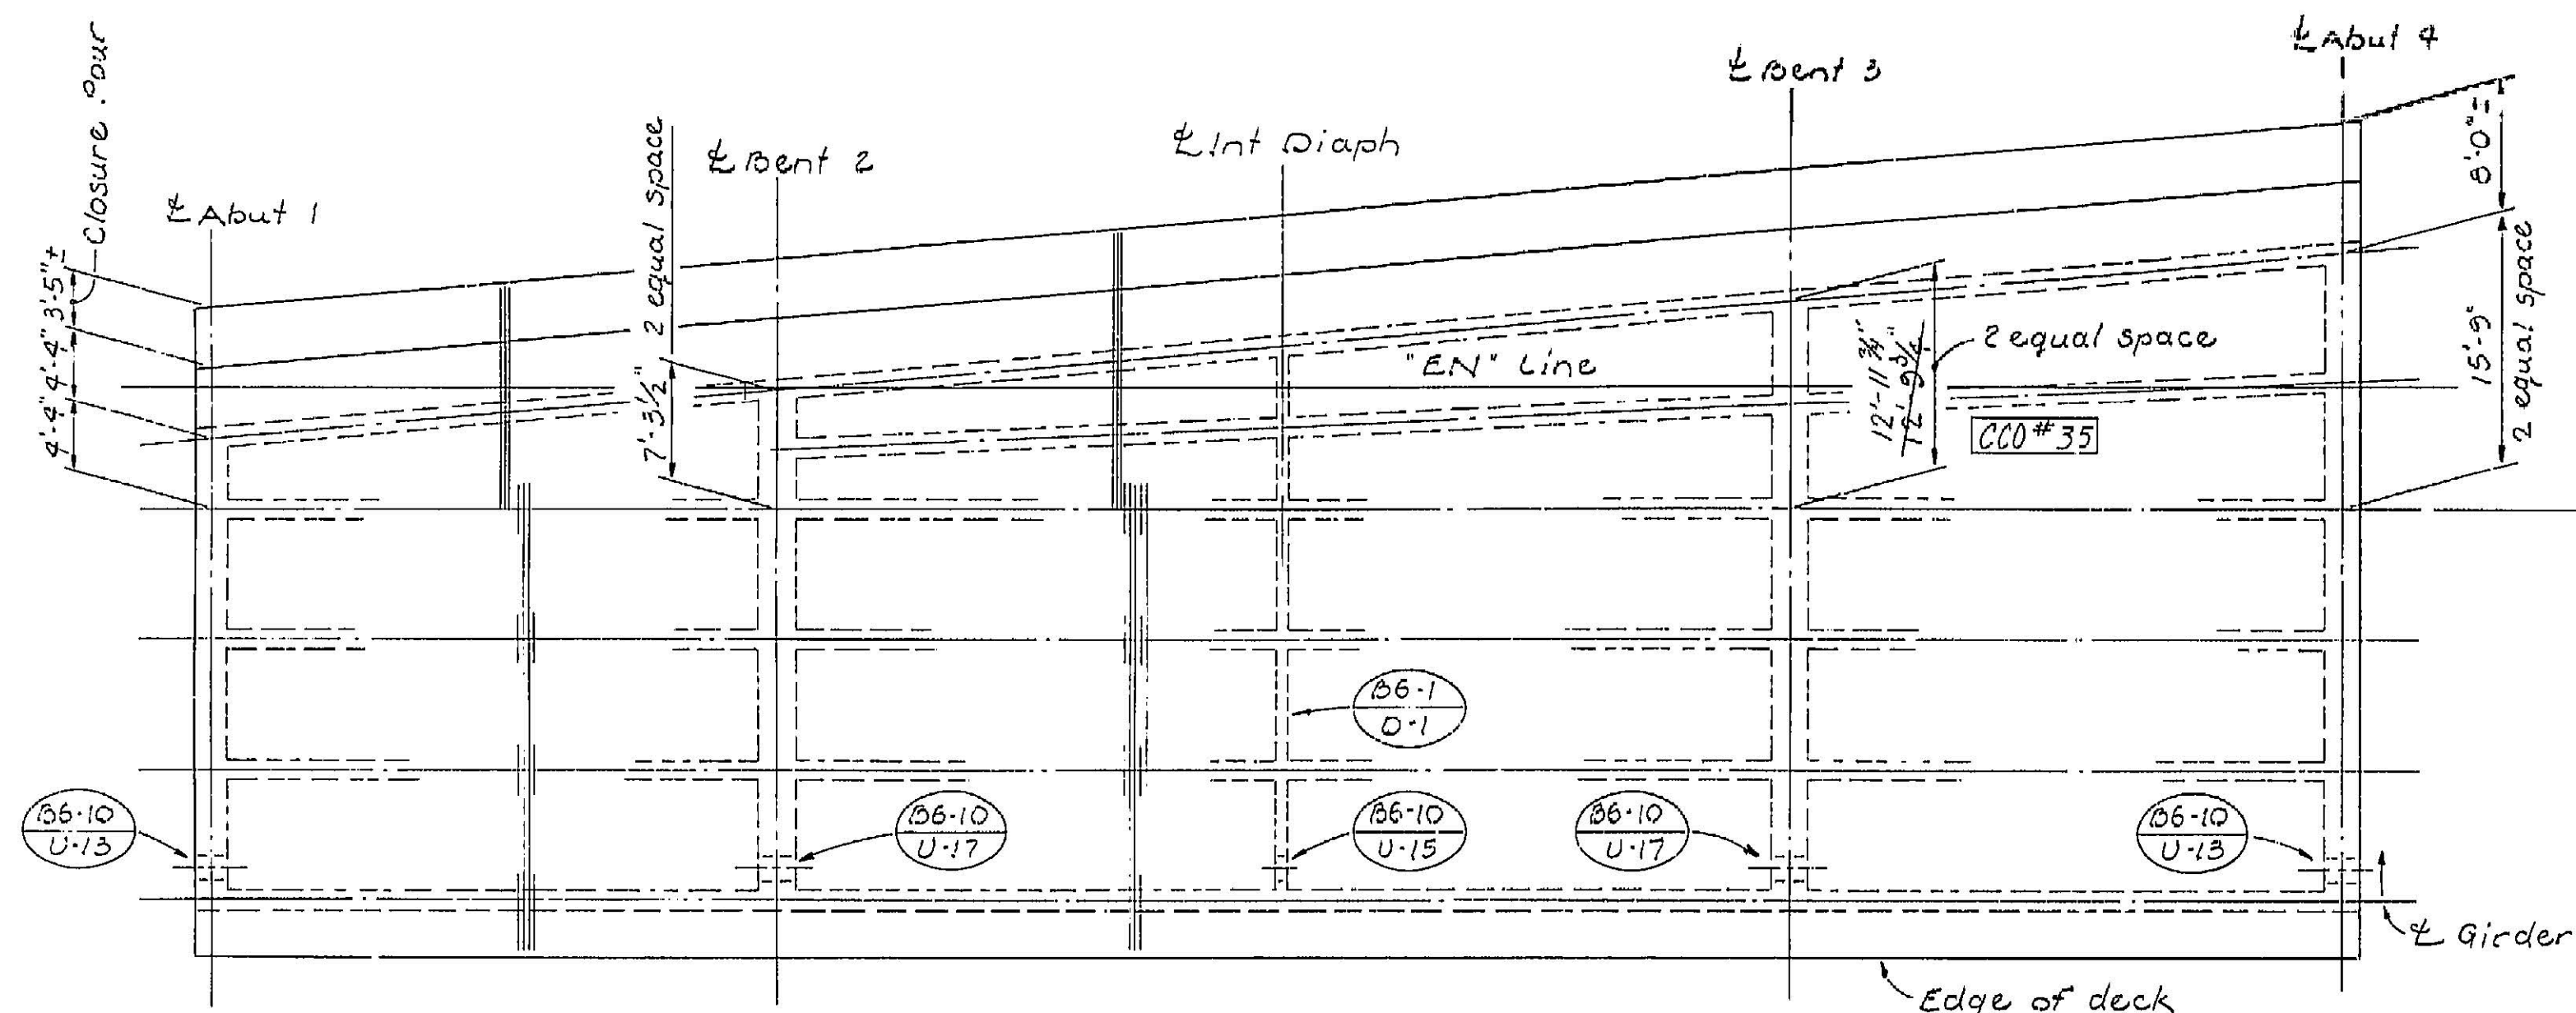 Closure Pour
℄ Abut 1
℄ Bent 2
℄ Int Diaph
℄ Bent 3
℄ Abut 4
3'-5"±
4'-4"
4'-4"
2 equal space
7'-3½"
"EN" Line
12'-11¾"
12'-9¾"
2 equal space
CCO #35
8'-0"±
15'-9"
2 equal space
B6-1
D-1
B6-10
U-13
B6-10
U-17
B6-10
U-15
B6-10
U-17
B6-10
U-13
℄ Girder
Edge of deck